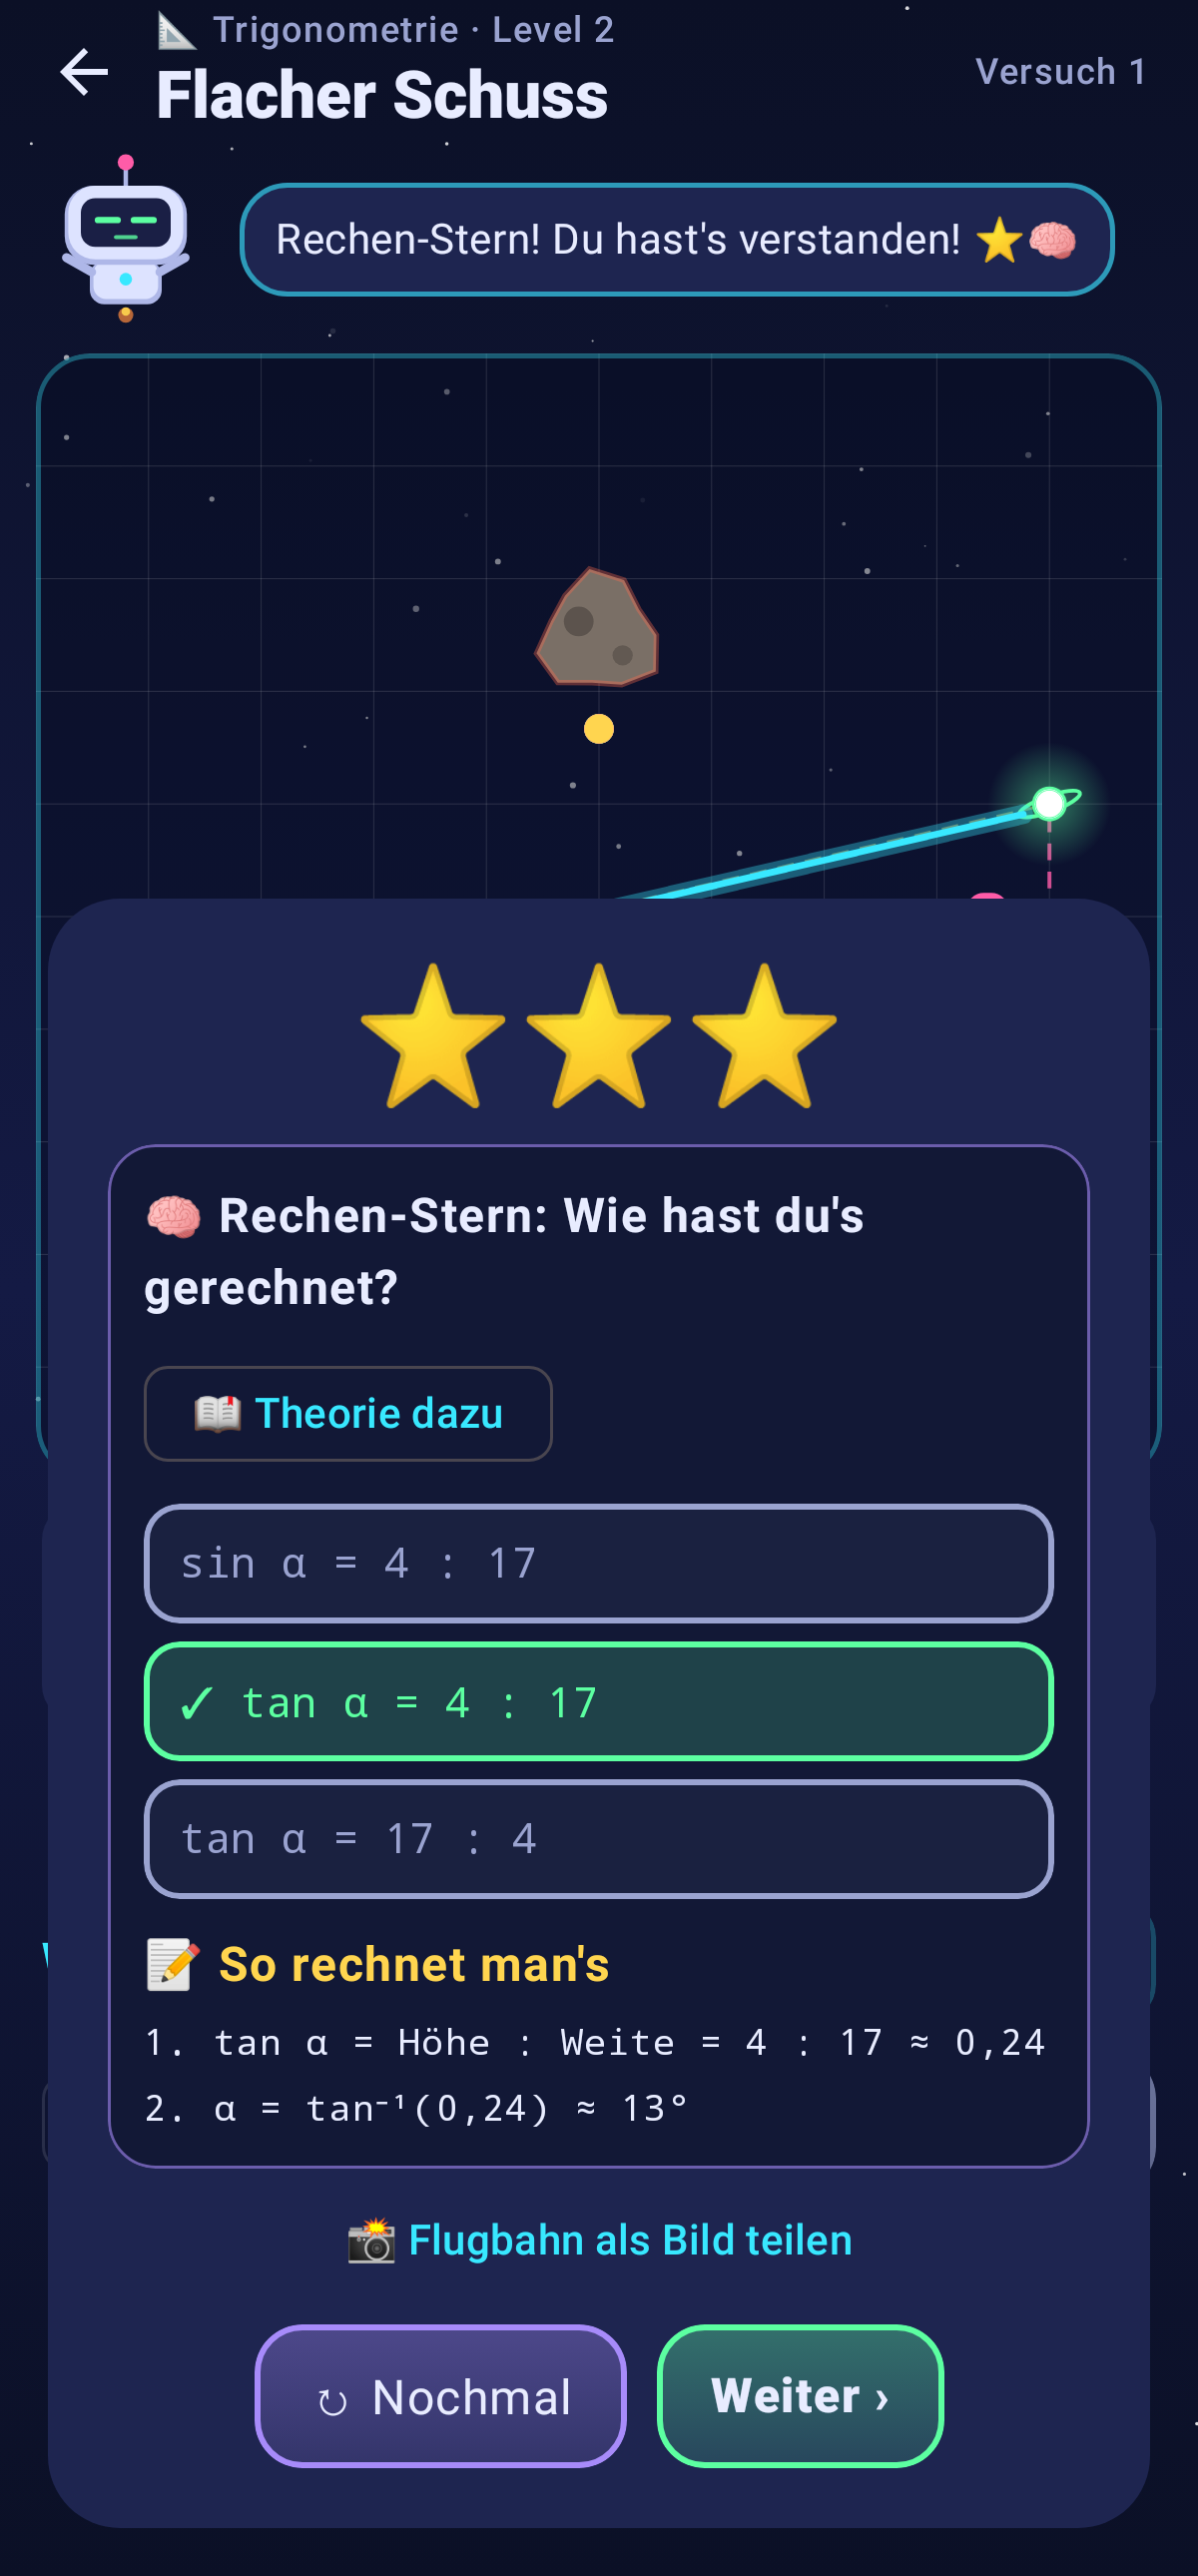 📐 Trigonometrie · Level 2
Flacher Schuss
Versuch 1
Rechen-Stern! Du hast's verstanden! ⭐🧠
🧠 Rechen-Stern: Wie hast du's
gerechnet?
📖 Theorie dazu
sin α = 4 : 17
✓ tan α = 4 : 17
tan α = 17 : 4
📝 So rechnet man's
1. tan α = Höhe : Weite = 4 : 17 ≈ 0,24
2. α = tan⁻¹(0,24) ≈ 13°
📸 Flugbahn als Bild teilen
↻ Nochmal
Weiter ›